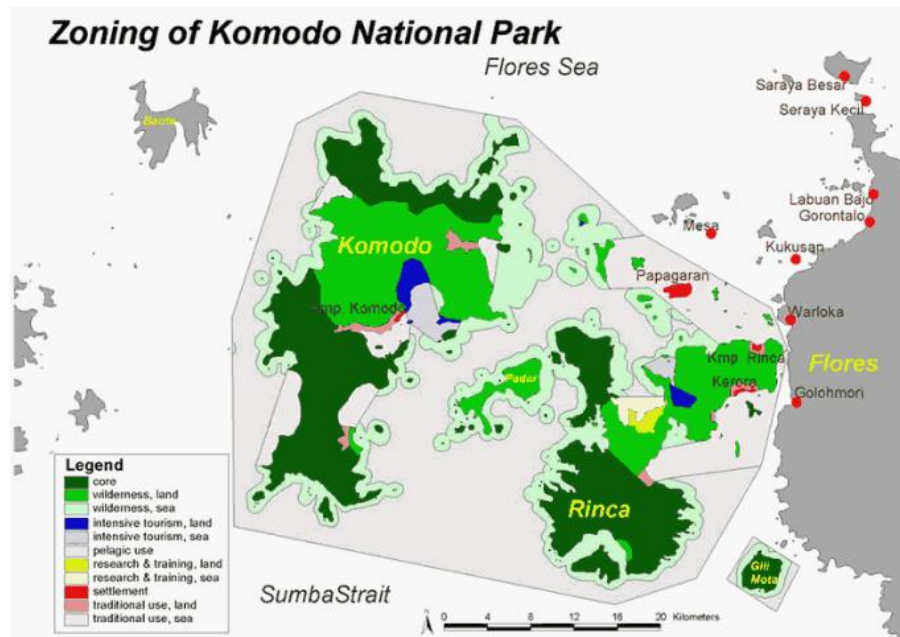 Zoning of Komodo National Park
Flores Sea
Saraya Besar
Seraya Kecil
Labuan Bajo
Gorontalo
Mesa
Kukusan
Komodo
Papagaran
Warloka
Kmp. Komodo
Kmp. Rinca
Flores
Padar
Kerora
Golohmori
Rinca
Gili
Mota
Legend
core
wilderness, land
wilderness, sea
intensive tourism, land
intensive tourism, sea
pelagic use
research & training, land
research & training, sea
settlement
traditional use, land
traditional use, sea
SumbaStrait
N
0 4 8 12 16 20 Kilometers